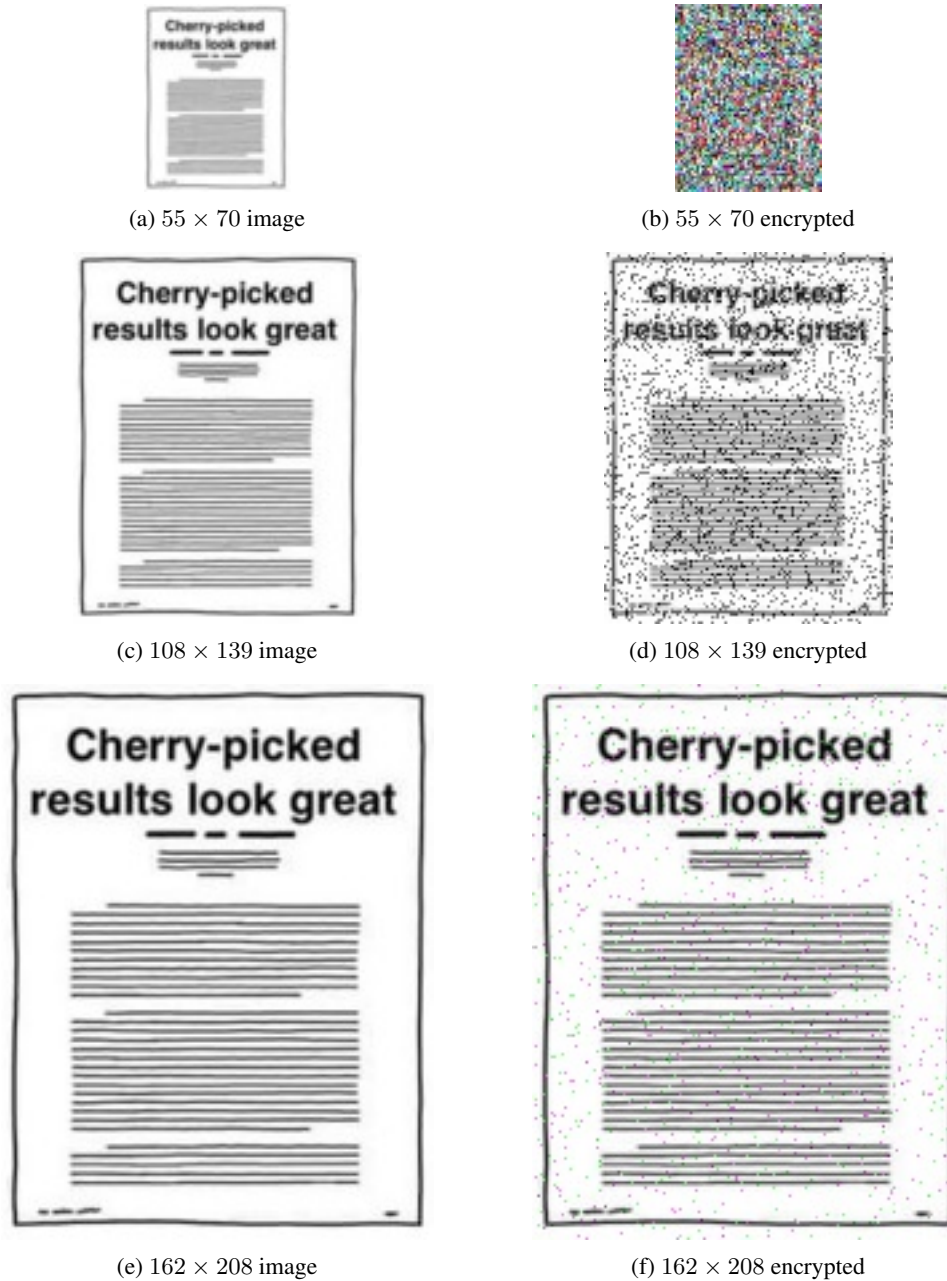 Cherry-picked
results look great
(a) 55 × 70 image
(b) 55 × 70 encrypted
Cherry-picked
results look great
Cherry-picked
results look great
(c) 108 × 139 image
(d) 108 × 139 encrypted
Cherry-picked
results look great
Cherry-picked
results look great
(e) 162 × 208 image
(f) 162 × 208 encrypted